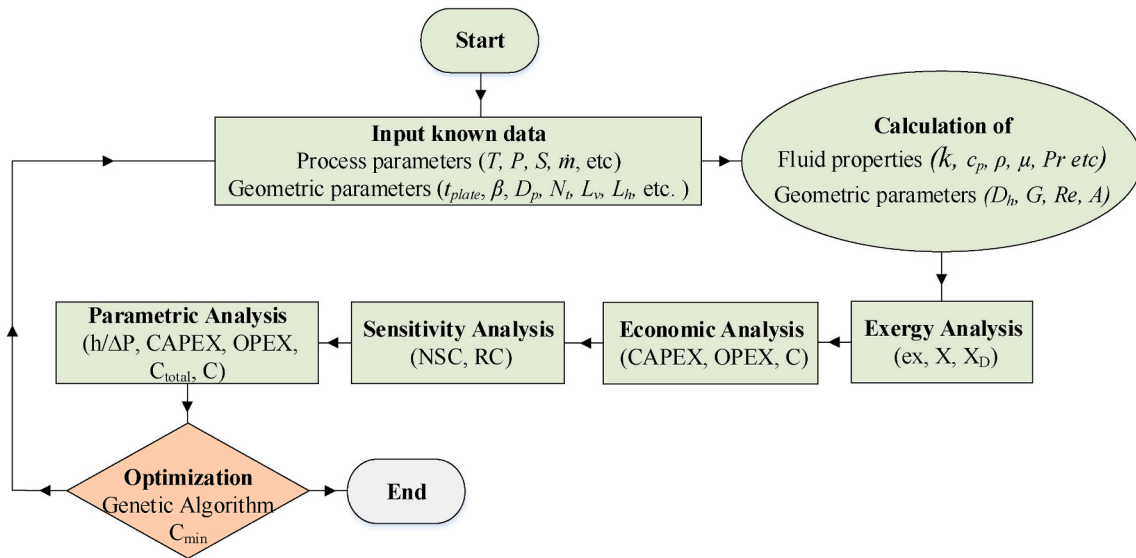 Start
Input known data
Process parameters (T, P, S, ṁ, etc)
Geometric parameters (t_plate, β, D_p, N_t, L_v, L_h, etc. )
Calculation of
Fluid properties (k, c_p, ρ, μ, Pr etc)
Geometric parameters (D_h, G, Re, A)
Exergy Analysis
(ex, X, X_D)
Economic Analysis
(CAPEX, OPEX, C)
Sensitivity Analysis
(NSC, RC)
Parametric Analysis
(h/ΔP, CAPEX, OPEX,
C_total, C)
Optimization
Genetic Algorithm
C_min
End